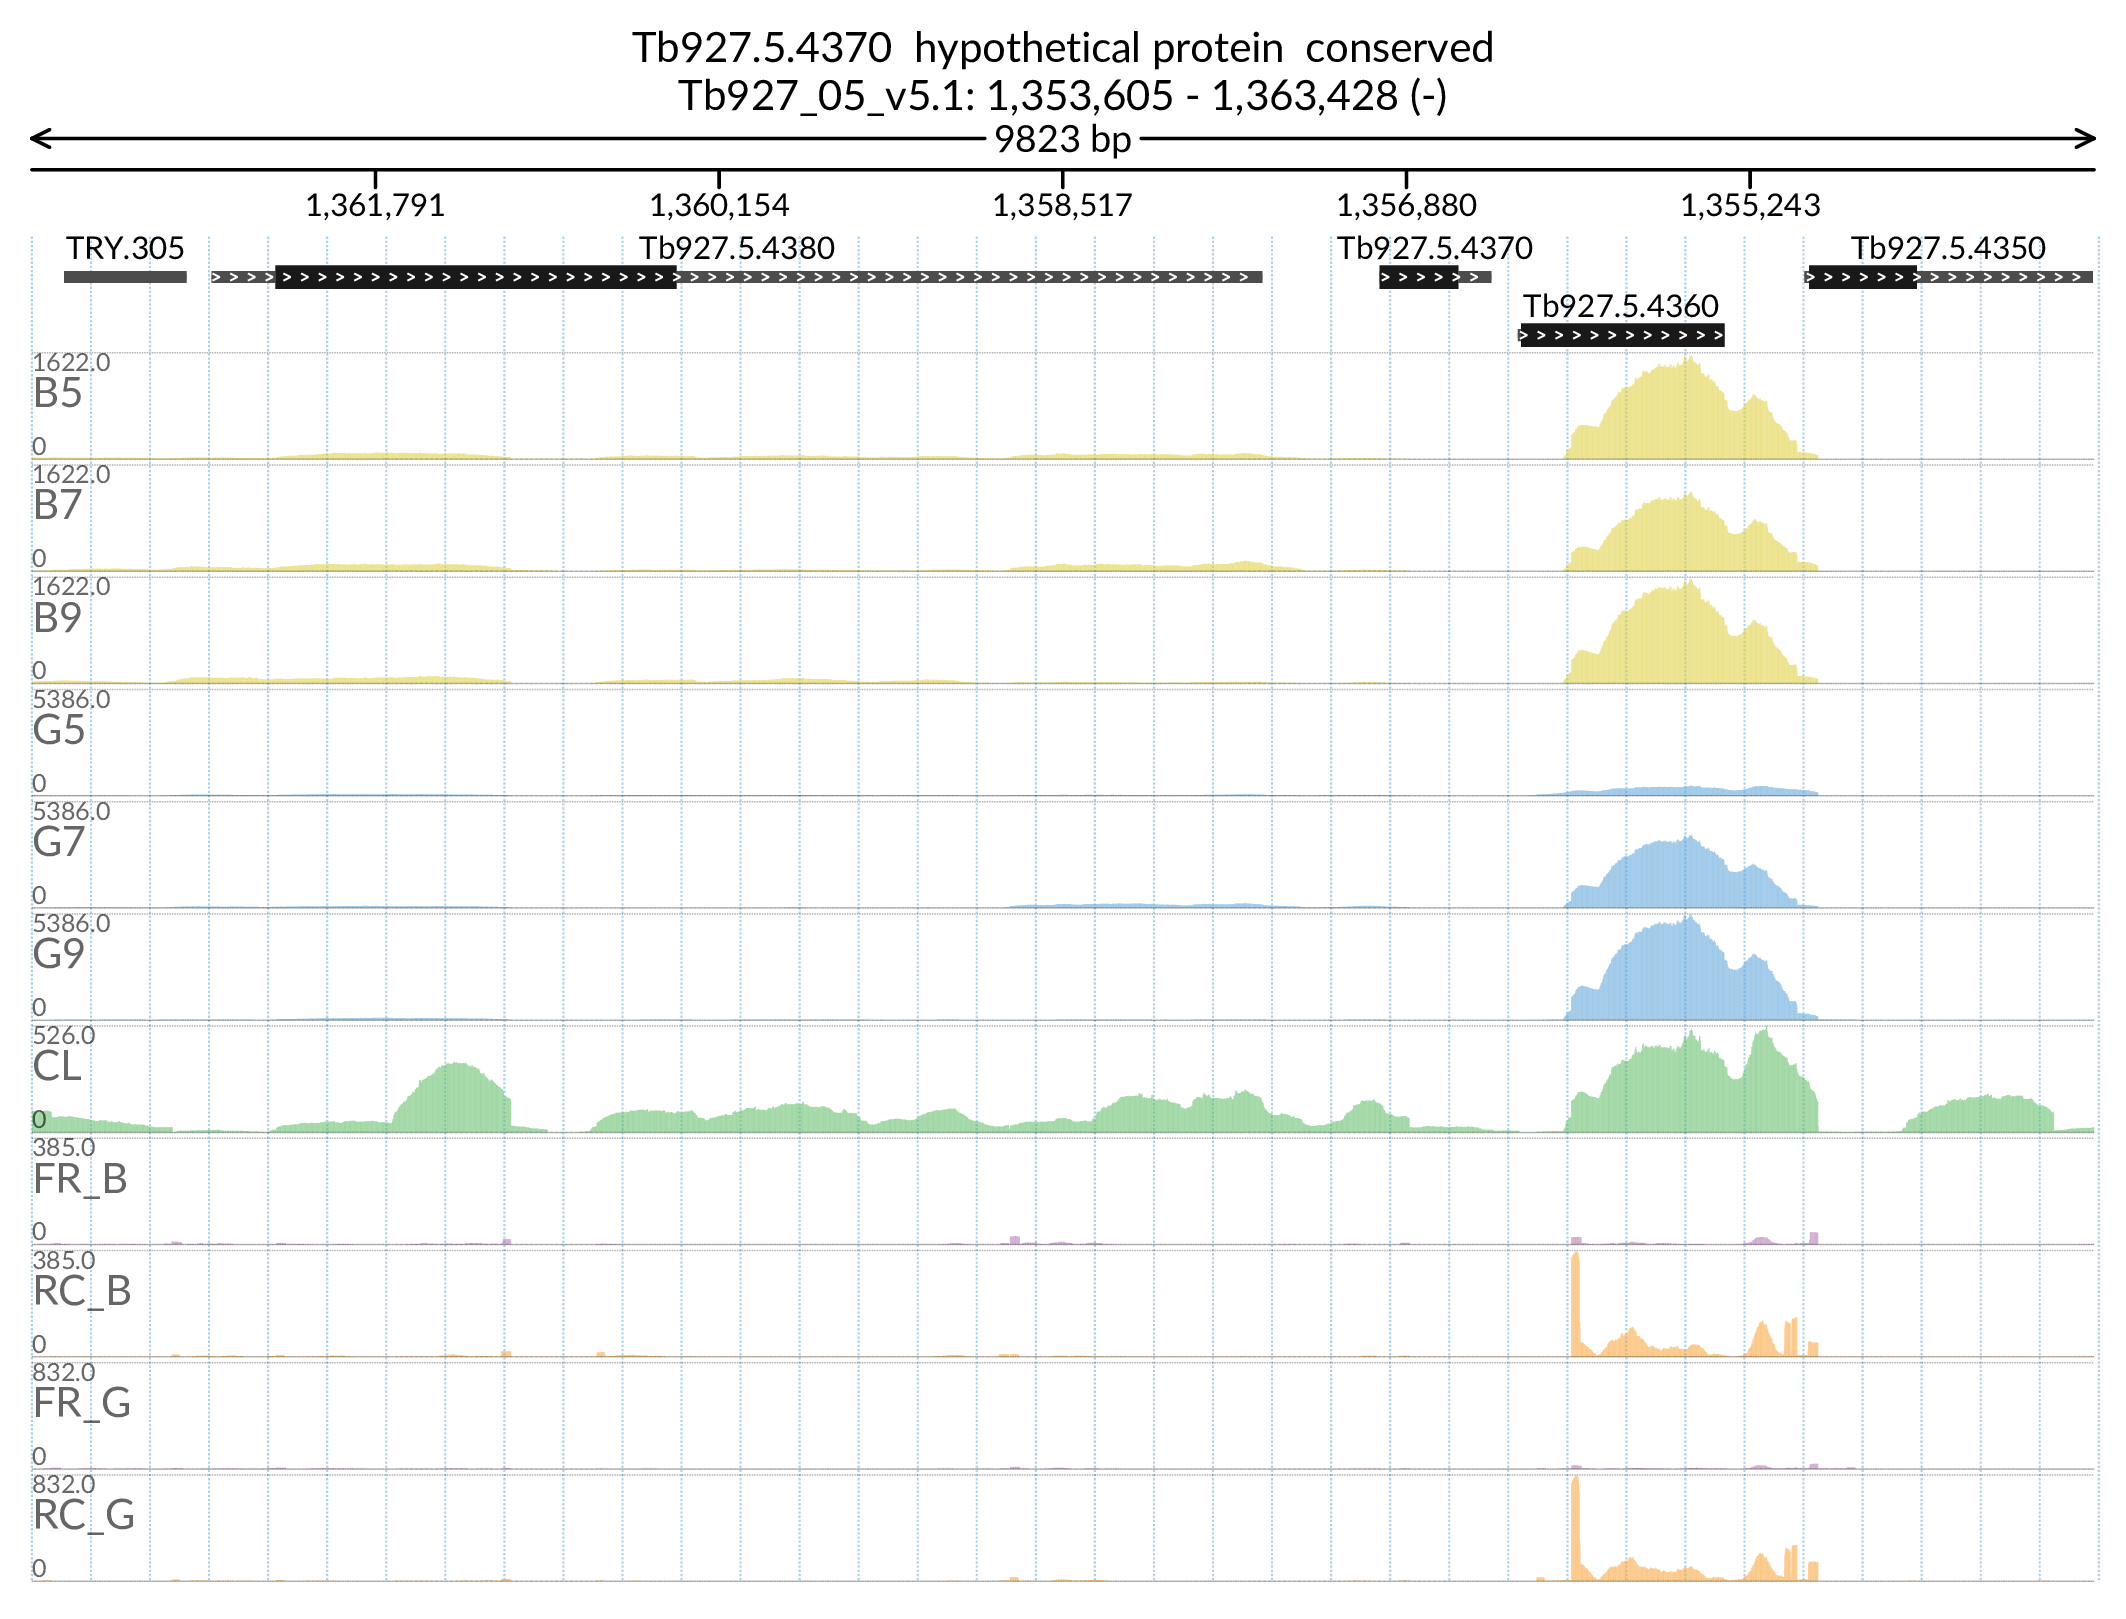 Tb927.5.4370 hypothetical protein conserved
Tb927_05_v5.1: 1,353,605 - 1,363,428 (-)
9823 bp
1,361,791 1,360,154 1,358,517 1,356,880 1,355,243
TRY.305 Tb927.5.4380 Tb927.5.4370 Tb927.5.4350
Tb927.5.4360
1622.0
B5
0
1622.0
B7
0
1622.0
B9
0
5386.0
G5
0
5386.0
G7
0
5386.0
G9
0
526.0
CL
0
385.0
FR_B
0
385.0
RC_B
0
832.0
FR_G
0
832.0
RC_G
0